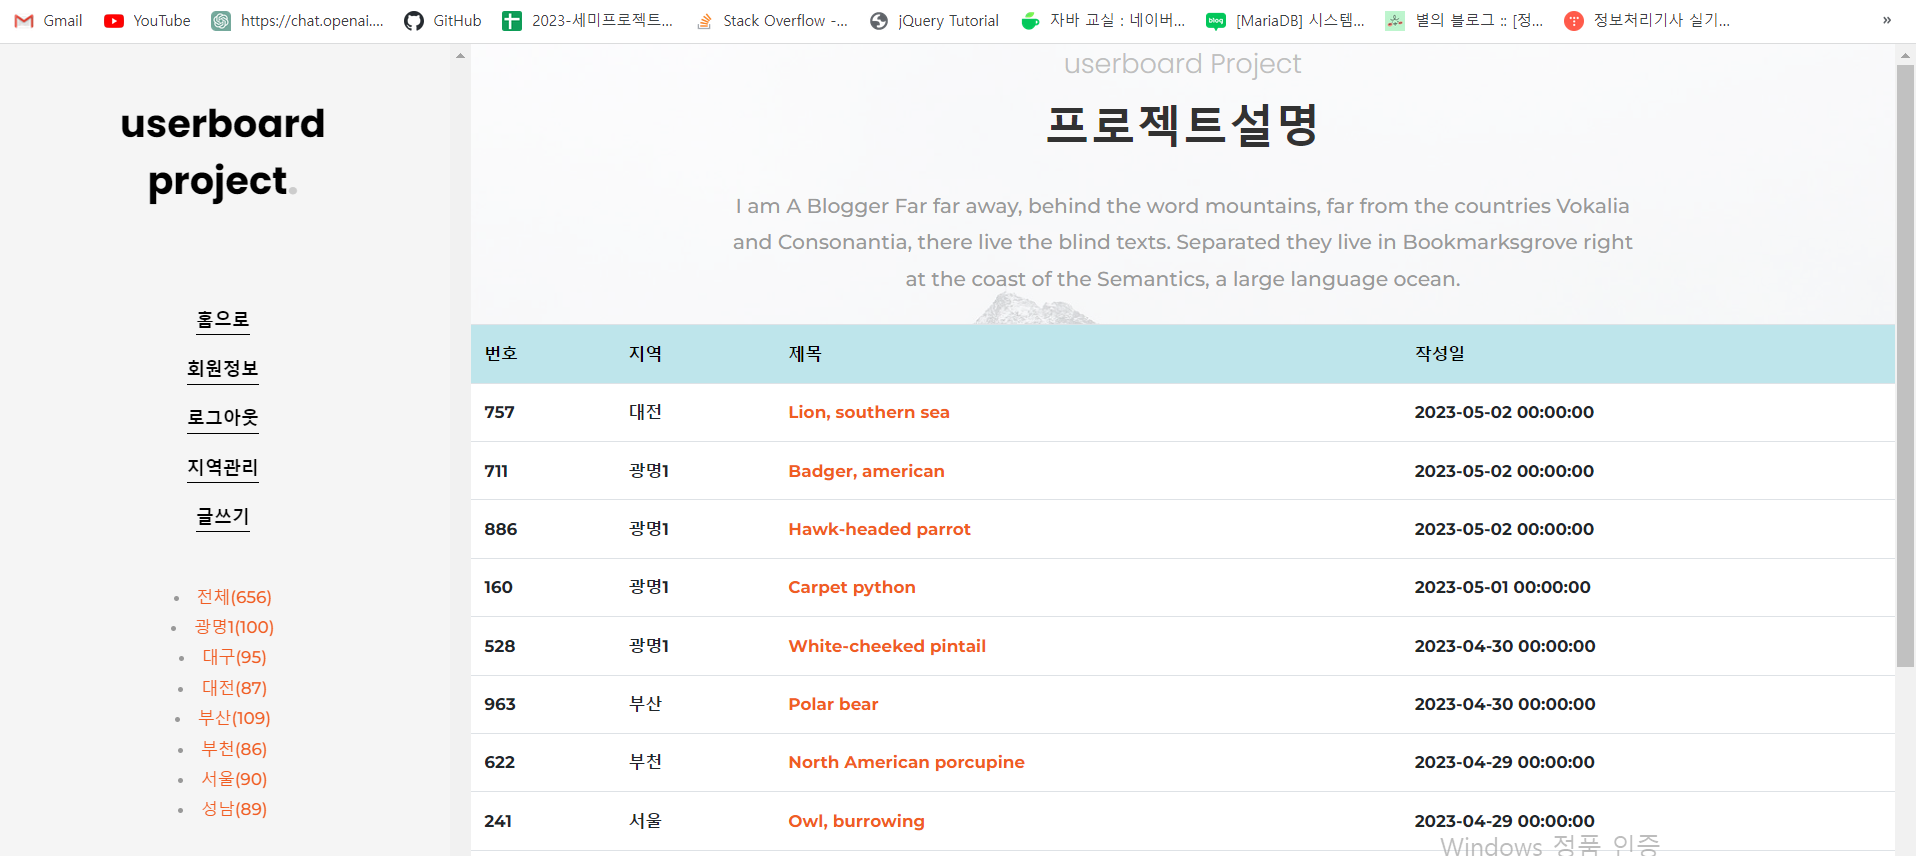 Gmail YouTube https://chat.openai.... GitHub 2023-세미프로젝트... Stack Overflow -... jQuery Tutorial 자바 교실 : 네이버... [MariaDB] 시스템... 별의 블로그 :: [정... 정보처리기사 실기... »
userboard
project.
홈으로
회원정보
로그아웃
지역관리
글쓰기
전체(656)
광명1(100)
대구(95)
대전(87)
부산(109)
부천(86)
서울(90)
성남(89)
userboard Project
프로젝트설명
I am A Blogger Far far away, behind the word mountains, far from the countries Vokalia
and Consonantia, there live the blind texts. Separated they live in Bookmarksgrove right
at the coast of the Semantics, a large language ocean.
번호 지역 제목 작성일
757 대전 Lion, southern sea 2023-05-02 00:00:00
711 광명1 Badger, american 2023-05-02 00:00:00
886 광명1 Hawk-headed parrot 2023-05-02 00:00:00
160 광명1 Carpet python 2023-05-01 00:00:00
528 광명1 White-cheeked pintail 2023-04-30 00:00:00
963 부산 Polar bear 2023-04-30 00:00:00
622 부천 North American porcupine 2023-04-29 00:00:00
241 서울 Owl, burrowing 2023-04-29 00:00:00
Windows 정품 인증